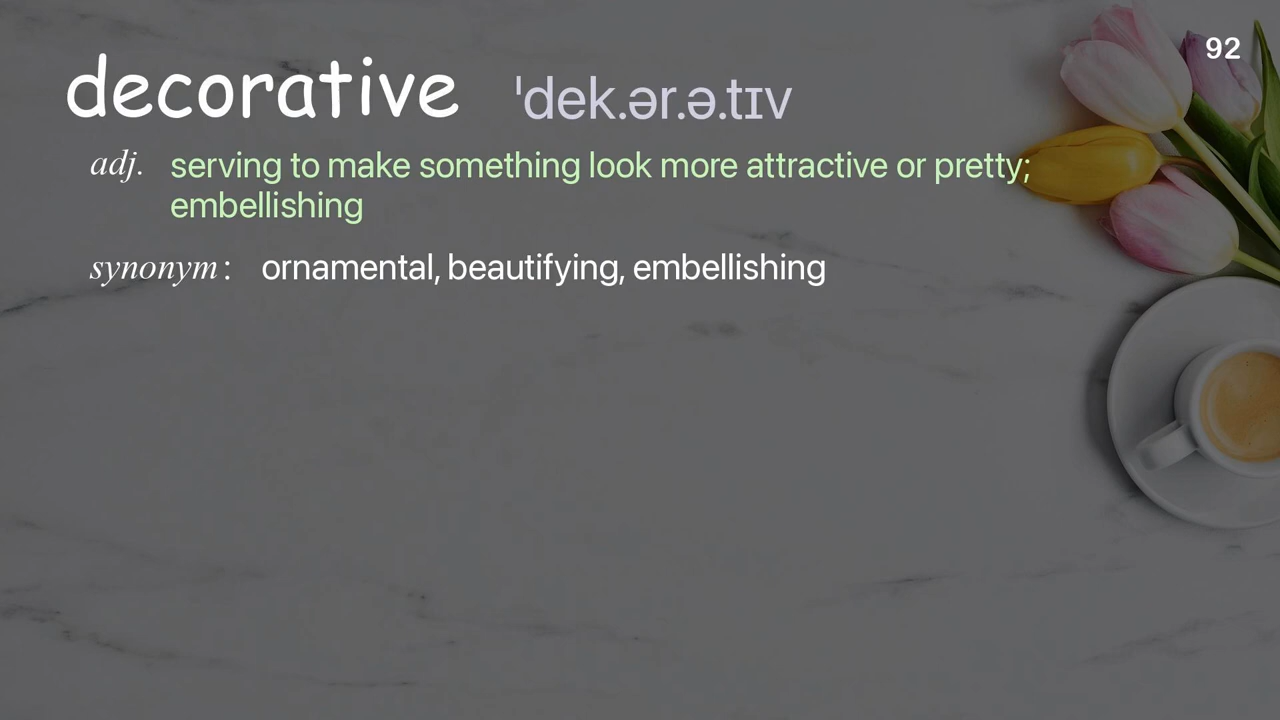 92
decorative ˈdek.ər.ə.tɪv
adj. serving to make something look more attractive or pretty;
embellishing
synonym: ornamental, beautifying, embellishing